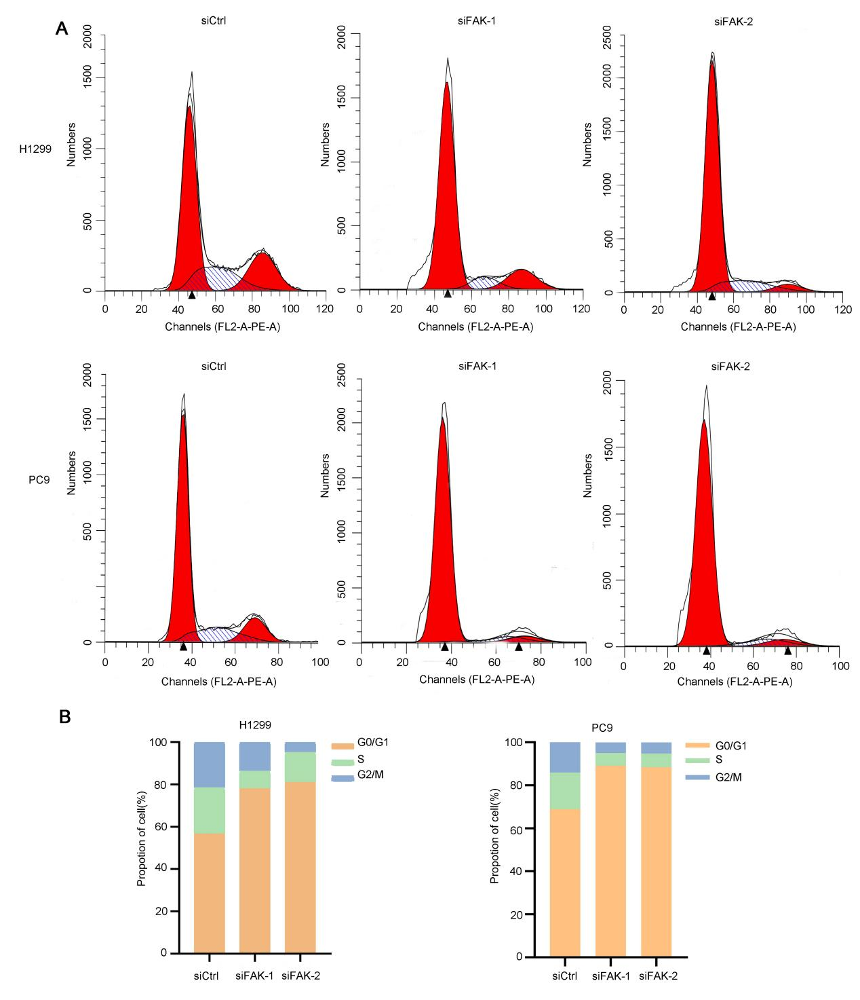 A
siCtrl
siFAK-1
siFAK-2
H1299
Numbers
2000
1500
1000
500
0
0 20 40 60 80 100 120
Channels (FL2-A-PE-A)
Numbers
2000
1500
1000
500
0
0 20 40 60 80 100 120
Channels (FL2-A-PE-A)
Numbers
2500
2000
1500
1000
500
0
0 20 40 60 80 100 120
Channels (FL2-A-PE-A)
siCtrl
siFAK-1
siFAK-2
PC9
Numbers
2000
1500
1000
500
0
0 20 40 60 80
Channels (FL2-A-PE-A)
Numbers
2500
2000
1500
1000
500
0
0 20 40 60 80 100
Channels (FL2-A-PE-A)
Numbers
2000
1500
1000
500
0
0 20 40 60 80 100
Channels (FL2-A-PE-A)
B
H1299
Propotion of cell(%)
100
80
60
40
20
0
siCtrl siFAK-1 siFAK-2
G0/G1
S
G2/M
PC9
Propotion of cell(%)
100
80
60
40
20
0
siCtrl siFAK-1 siFAK-2
G0/G1
S
G2/M